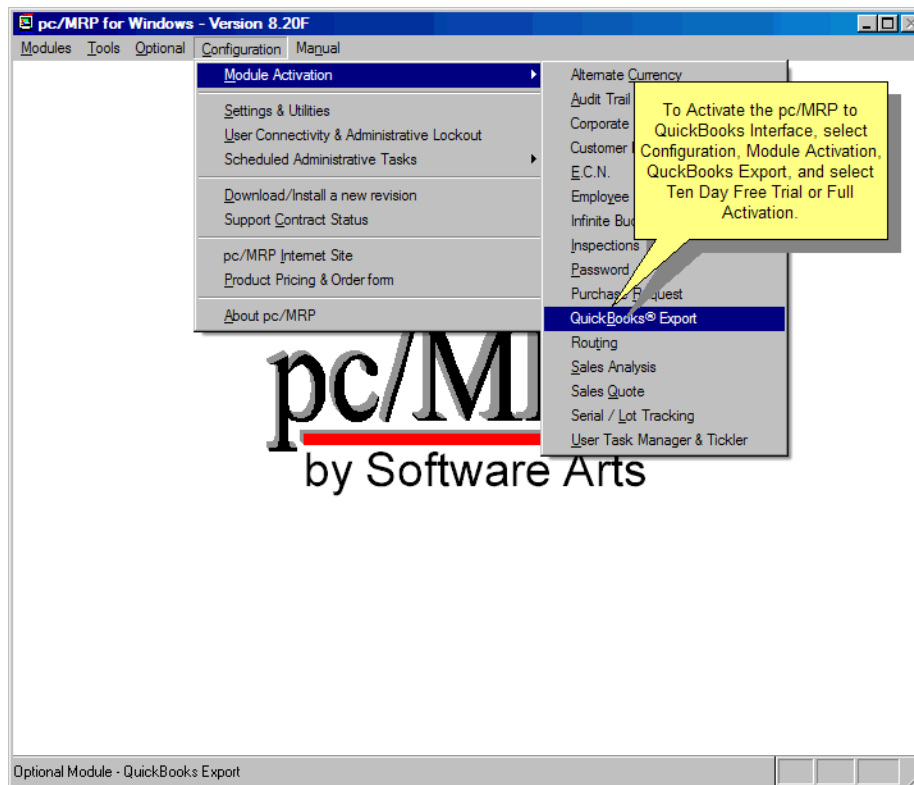 pc/MRP for Windows - Version 8.20F
Modules Tools Optional Configuration Manual
Module Activation
Settings & Utilities
User Connectivity & Administrative Lockout
Scheduled Administrative Tasks
Download/Install a new revision
Support Contract Status
pc/MRP Internet Site
Product Pricing & Order form
About pc/MRP
Alternate Currency
Audit Trail
Corporate
Customer
E.C.N.
Employee
Infinite
Inspections
Password
Purchase Request
QuickBooks® Export
Routing
Sales Analysis
Sales Quote
Serial / Lot Tracking
User Task Manager & Tickler
To Activate the pc/MRP to
QuickBooks Interface, select
Configuration, Module Activation,
QuckBooks Export, and select
Ten Day Free Trial or Full
Activation.
pc/M
by Software Arts
Optional Module - QuickBooks Export